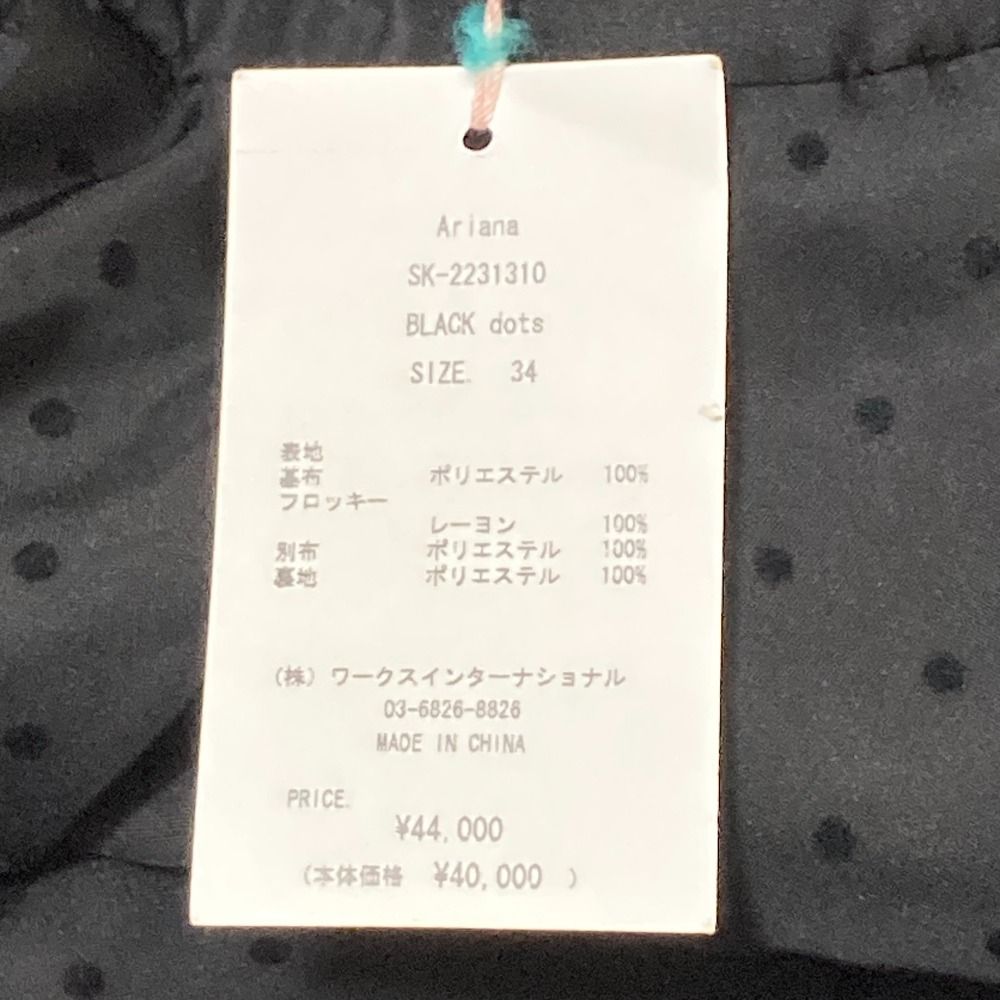 Ariana
SK-2231310
BLACK dots
SIZE. 34
表地
基布 ポリエステル 100%
フロッキー
レーヨン 100%
別布 ポリエステル 100%
裏地 ポリエステル 100%
(株) ワークスインターナショナル
03-6826-8826
MADE IN CHINA
PRICE.
¥44,000
(本体価格 ¥40,000 )